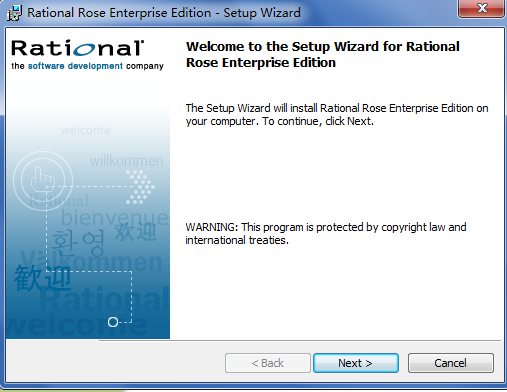 Rational Rose Enterprise Edition - Setup Wizard
Rational
the software development company
Welcome to the Setup Wizard for Rational
Rose Enterprise Edition
The Setup Wizard will install Rational Rose Enterprise Edition on
your computer. To continue, click Next.
welcome
willkommen
Rational
bienvenue
환영
欢迎
Välkommen
歓迎
Rational
welcome
WARNING: This program is protected by copyright law and
international treaties.
< Back
Next >
Cancel